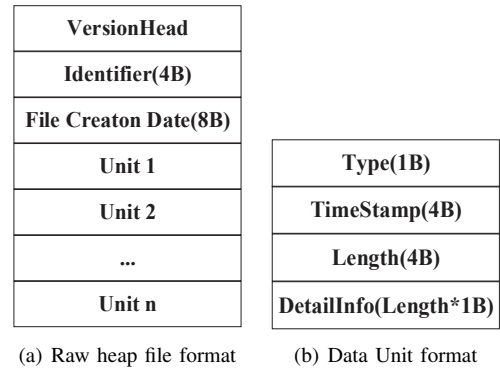 VersionHead
Identifier(4B)
File Creaton Date(8B)
Unit 1
Unit 2
...
Unit n
(a) Raw heap file format
Type(1B)
TimeStamp(4B)
Length(4B)
DetailInfo(Length*1B)
(b) Data Unit format